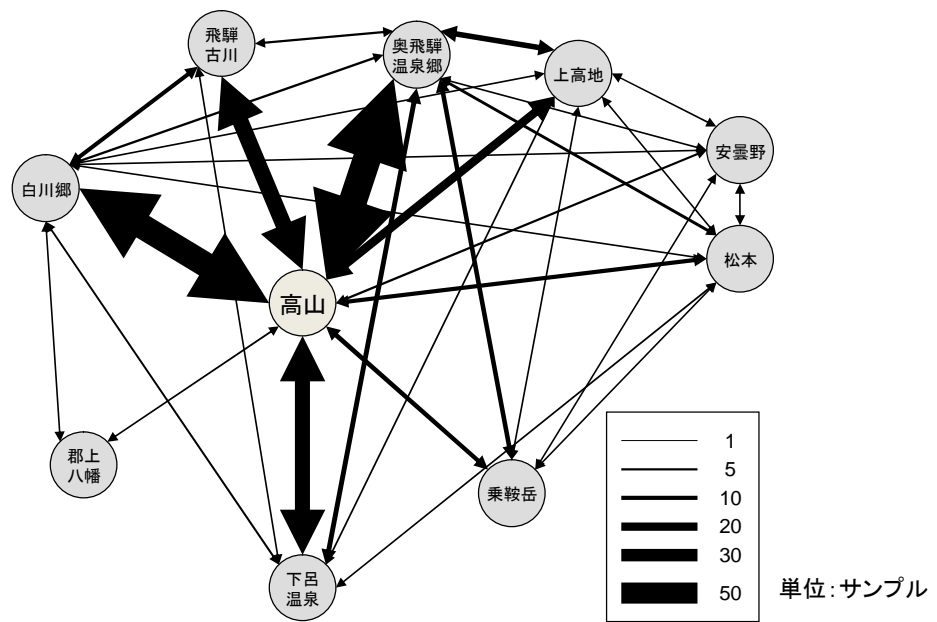 飛騨
古川
奥飛騨
温泉郷
上高地
安曇野
白川郷
松本
高山
郡上
八幡
乗鞍岳
下呂
温泉
1
5
10
20
30
50
単位：サンプル